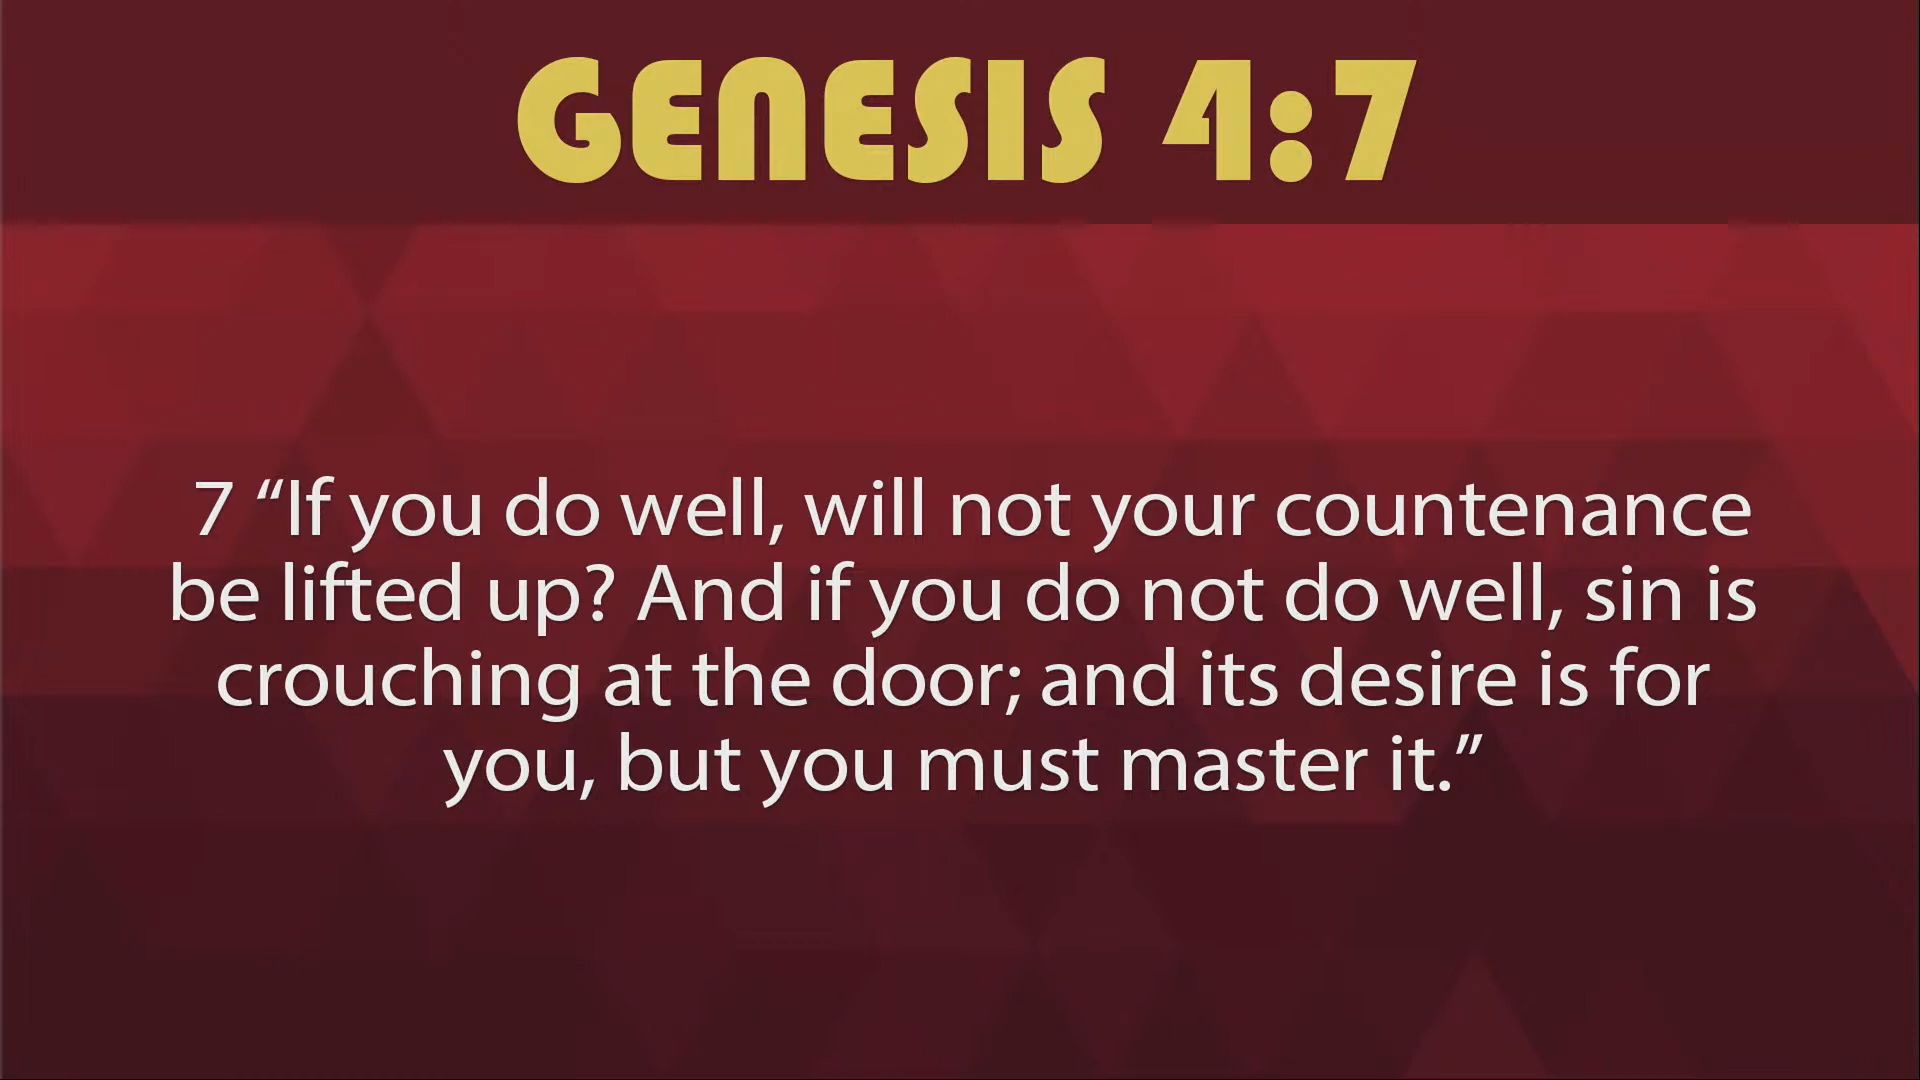 GENESIS 4:7
7 “If you do well, will not your countenance
be lifted up? And if you do not do well, sin is
crouching at the door; and its desire is for
you, but you must master it.”